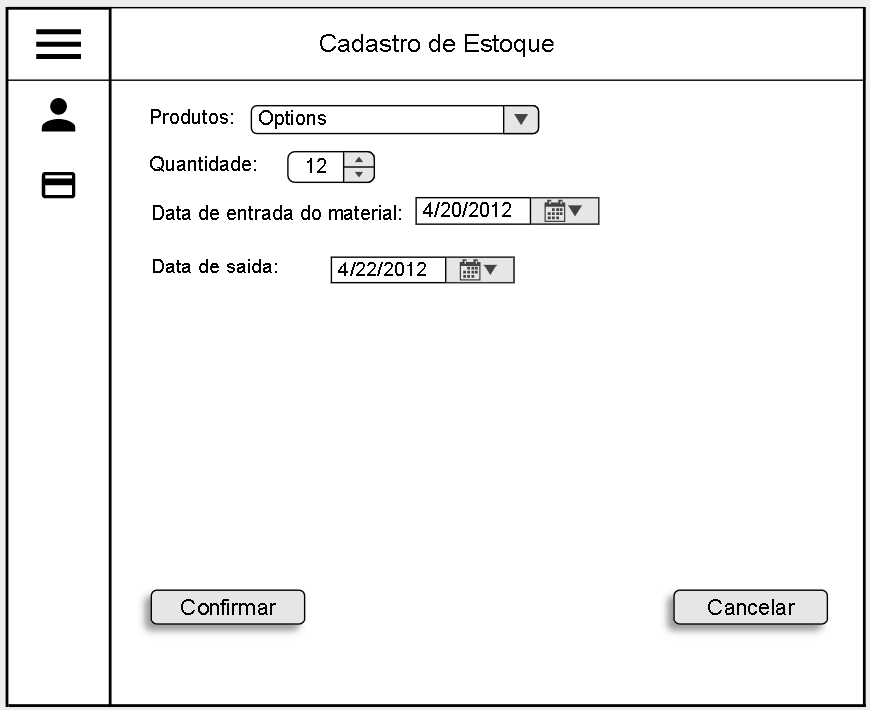 Cadastro de Estoque
Produtos: Options
Quantidade: 12
Data de entrada do material: 4/20/2012
Data de saida: 4/22/2012
Confirmar Cancelar